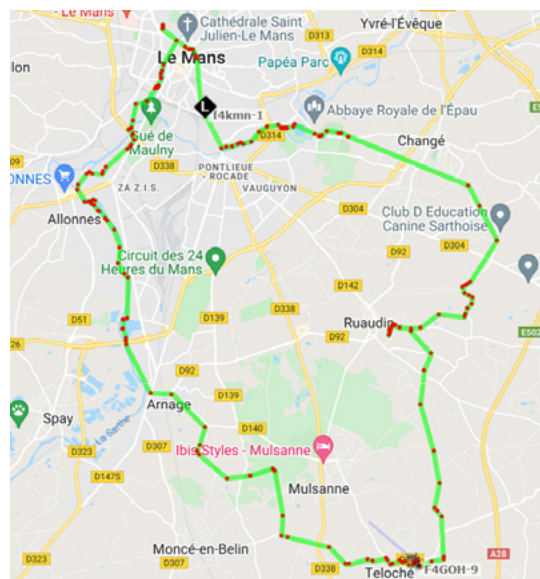 - Le Mans
Cathédrale Saint
Julien-Le Mans
Yvré-l'Évêque
D313
D314
Le Mans
Papéa Parc
lon
L
f4kmn-1
Abbaye Royale de l'Épau
D314
Changé
Gué de
Maulny
D338
PONTLIEUE
- ROCADE
ZA Z.I.S.
VAUGUYON
ONNES
D304
Allonnes
Club D Education
Canine Sarthoise
D304
D92
Circuit des 24
Heures du Mans
D142
D338
D51
D139
Ruaudin
D92
E502
26
D92
Arnage
D139
Spay
La Sarthe
D140
D307
D323
Ibis Styles - Mulsanne
D147S
Mulsanne
Moncé-en-Belin
A28
D323
D307
D338
Teloché
F4GOH-9